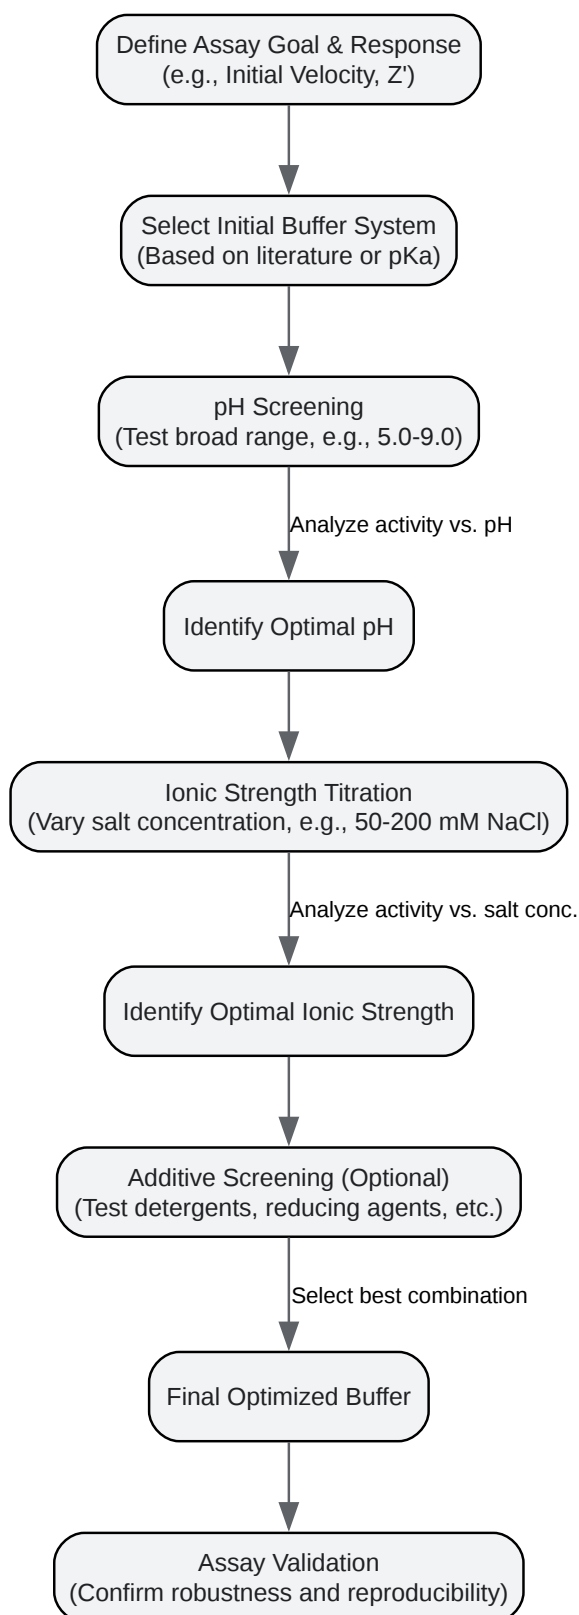 Define Assay Goal & Response
(e.g., Initial Velocity, Z')
Select Initial Buffer System
(Based on literature or pKa)
pH Screening
(Test broad range, e.g., 5.0-9.0)
Analyze activity vs. pH
Identify Optimal pH
Ionic Strength Titration
(Vary salt concentration, e.g., 50-200 mM NaCl)
Analyze activity vs. salt conc.
Identify Optimal Ionic Strength
Additive Screening (Optional)
(Test detergents, reducing agents, etc.)
Select best combination
Final Optimized Buffer
Assay Validation
(Confirm robustness and reproducibility)